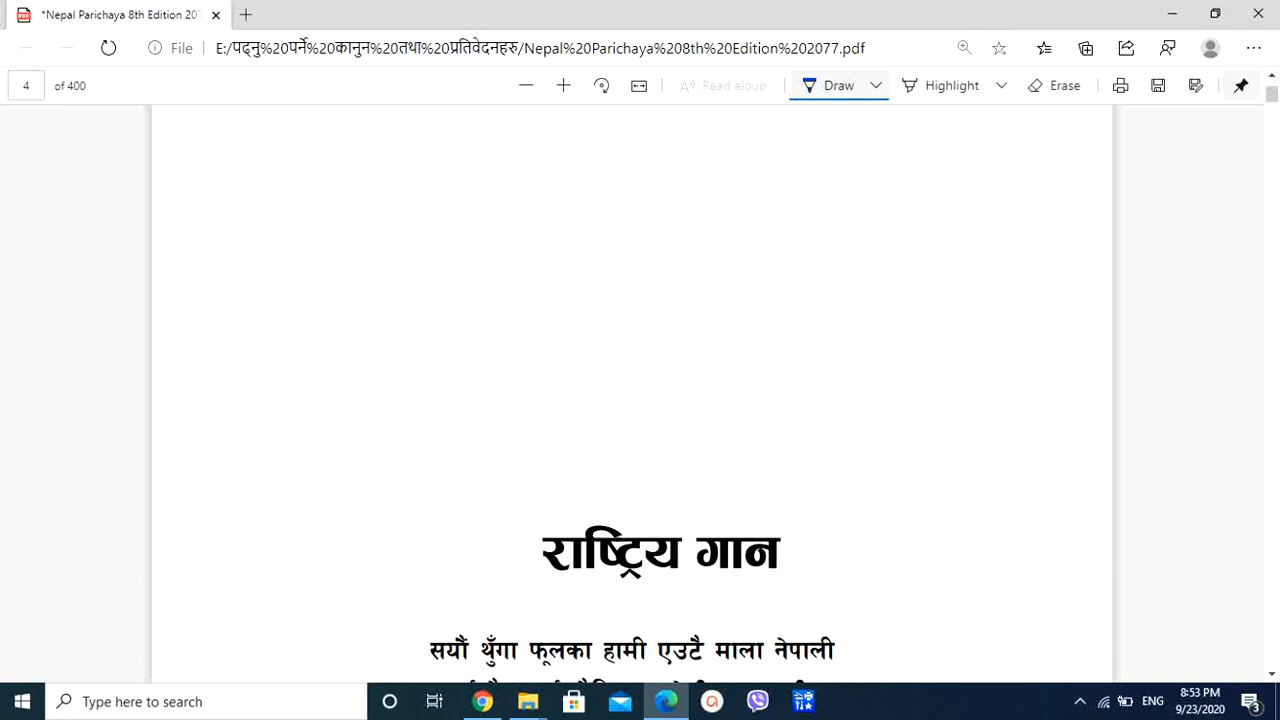 *Nepal Parichaya 8th Edition 207
File E:/पढ्नु%20पर्ने%20कानुन%20तथा%20प्रतिवेदनहरु/Nepal%20Parichaya%208th%20Edition%202077.pdf
4 of 400 Read aloud Draw Highlight Erase
राष्ट्रिय गान
सयौं थुँगा फूलका हामी एउटै माला नेपाली
Type here to search ENG 8:53 PM
9/23/2020 3